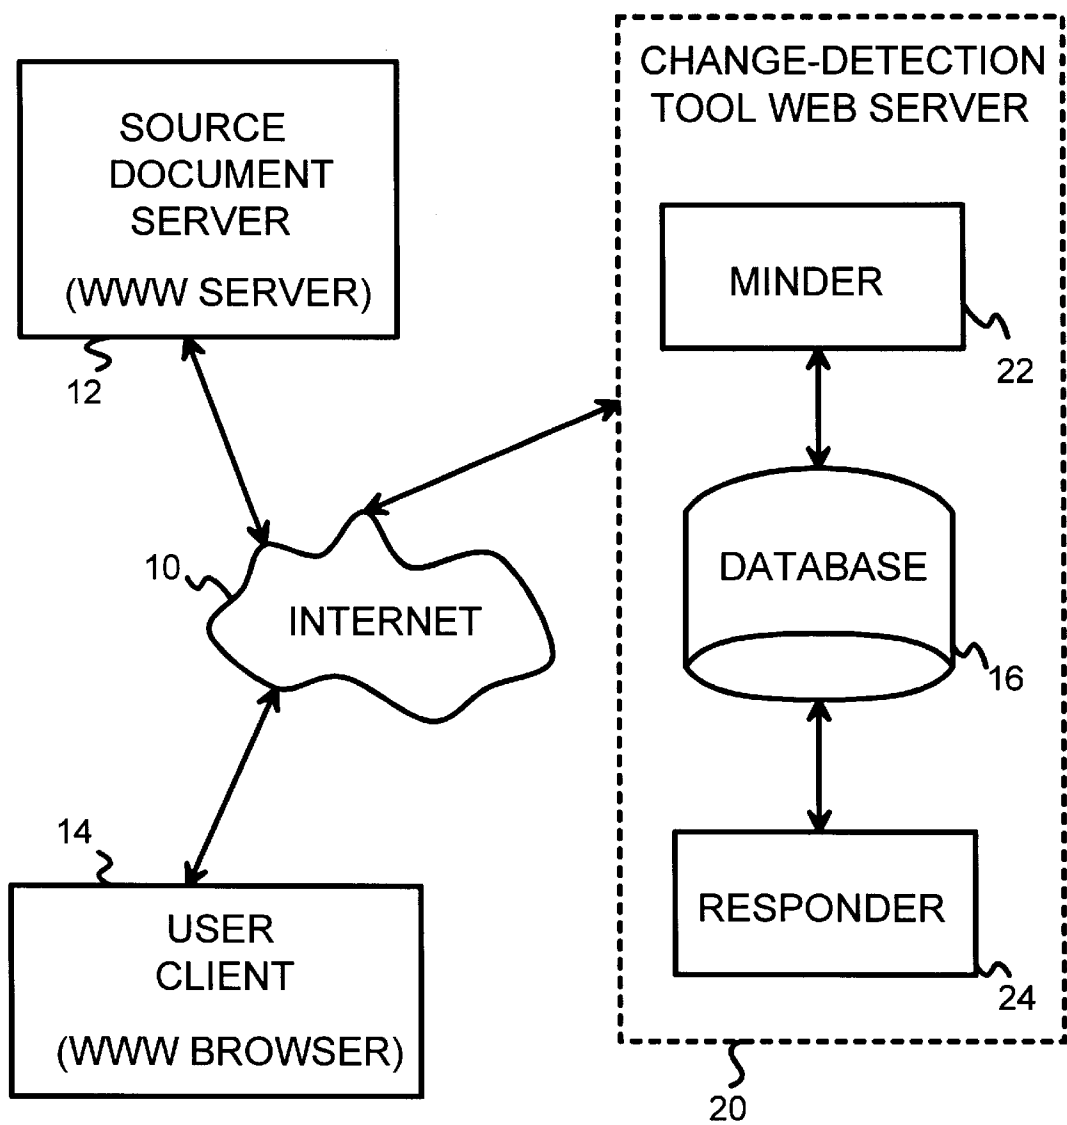 SOURCE
DOCUMENT
SERVER
(WWW SERVER)
12
CHANGE-DETECTION
TOOL WEB SERVER
MINDER
22
10
INTERNET
DATABASE
16
14
USER
CLIENT
(WWW BROWSER)
RESPONDER
24
20